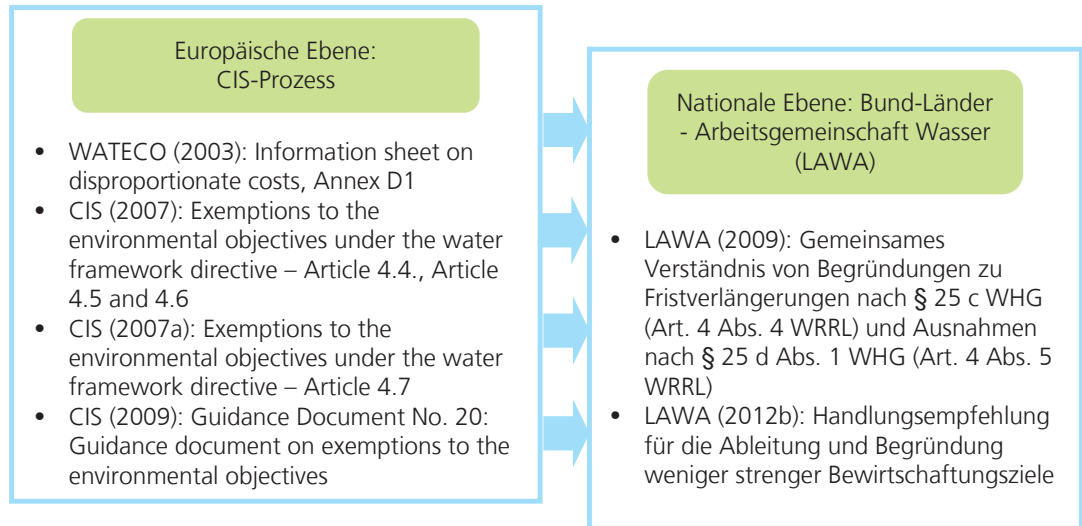 Europäische Ebene:
CIS-Prozess
• WATECO (2003): Information sheet on
disproportionate costs, Annex D1
• CIS (2007): Exemptions to the
environmental objectives under the water
framework directive – Article 4.4., Article
4.5 and 4.6
• CIS (2007a): Exemptions to the
environmental objectives under the water
framework directive – Article 4.7
• CIS (2009): Guidance Document No. 20:
Guidance document on exemptions to the
environmental objectives
Nationale Ebene: Bund-Länder
- Arbeitsgemeinschaft Wasser
(LAWA)
• LAWA (2009): Gemeinsames
Verständnis von Begründungen zu
Fristverlängerungen nach § 25 c WHG
(Art. 4 Abs. 4 WRRL) und Ausnahmen
nach § 25 d Abs. 1 WHG (Art. 4 Abs. 5
WRRL)
• LAWA (2012b): Handlungsempfehlung
für die Ableitung und Begründung
weniger strenger Bewirtschaftungsziele